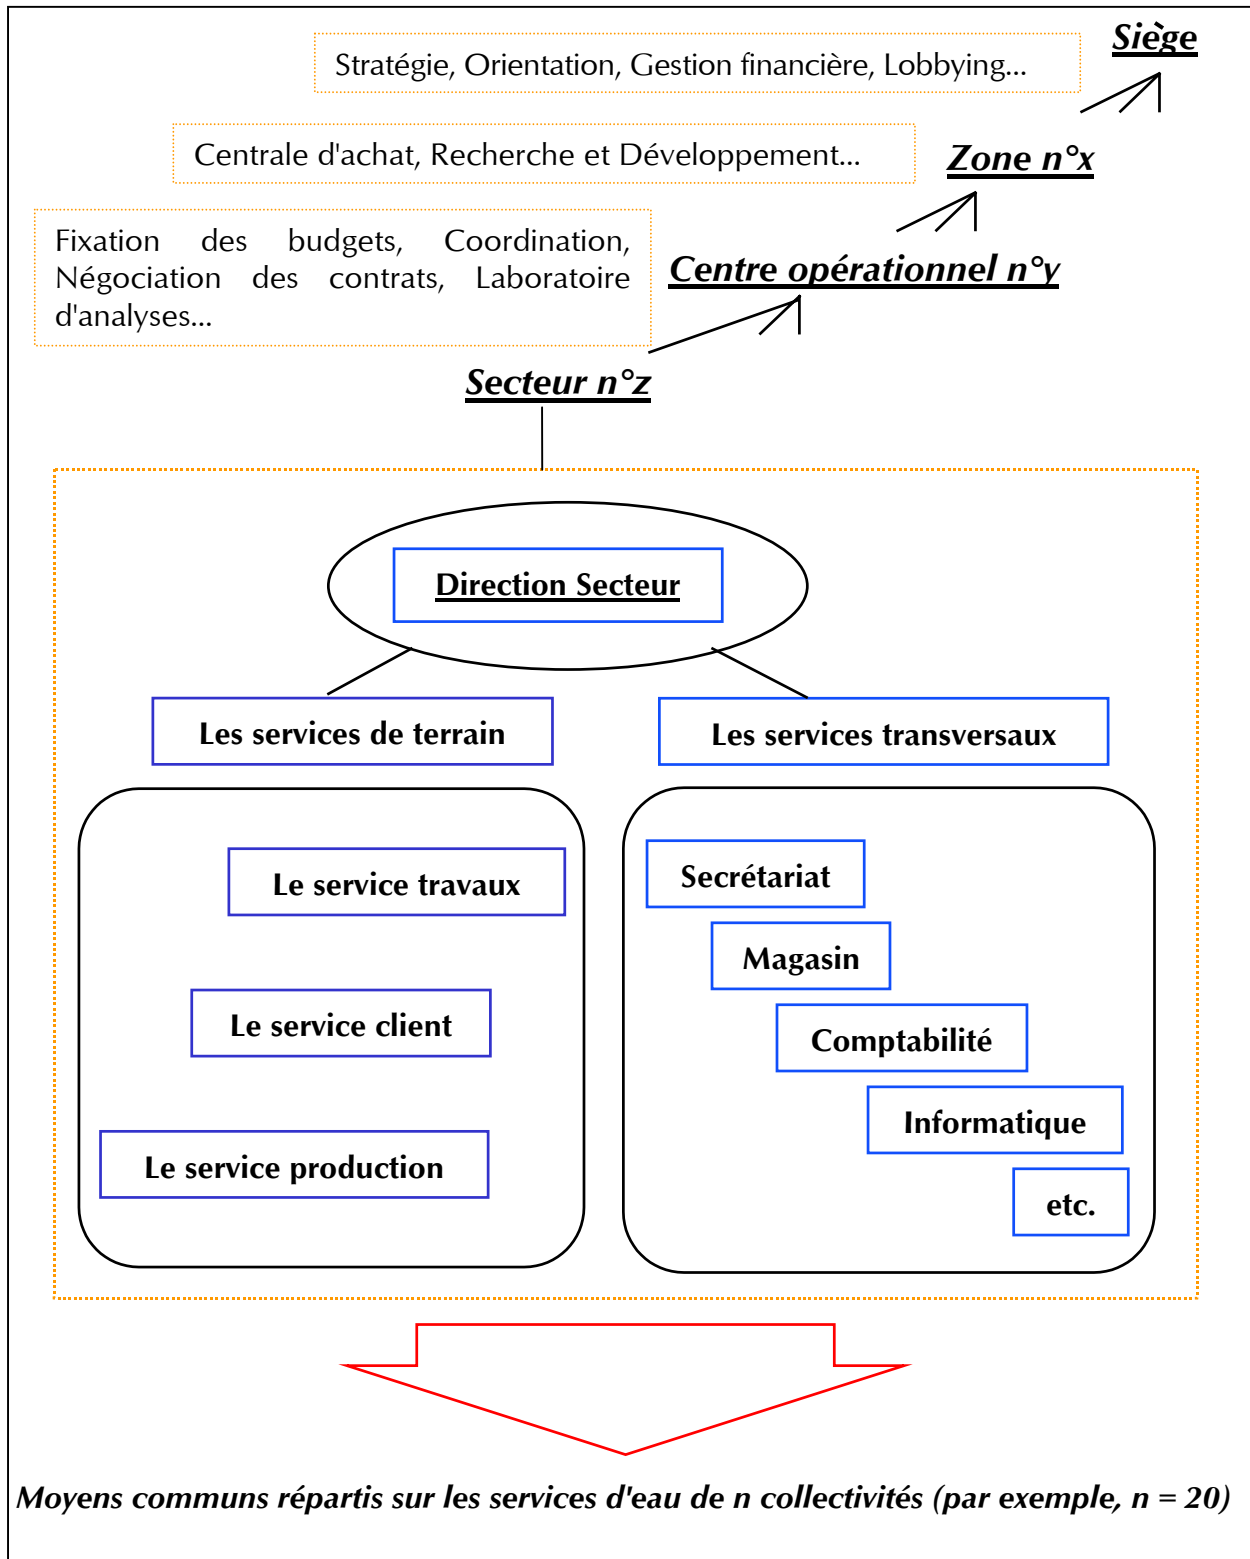 Siège
Stratégie, Orientation, Gestion financière, Lobbying...
Centrale d'achat, Recherche et Développement...
Zone n°x
Fixation des budgets, Coordination,
Négociation des contrats, Laboratoire
d'analyses...
Centre opérationnel n°y
Secteur n°z
Direction Secteur
Les services de terrain
Les services transversaux
Le service travaux
Le service client
Le service production
Secrétariat
Magasin
Comptabilité
Informatique
etc.
Moyens communs répartis sur les services d'eau de n collectivités (par exemple, n = 20)